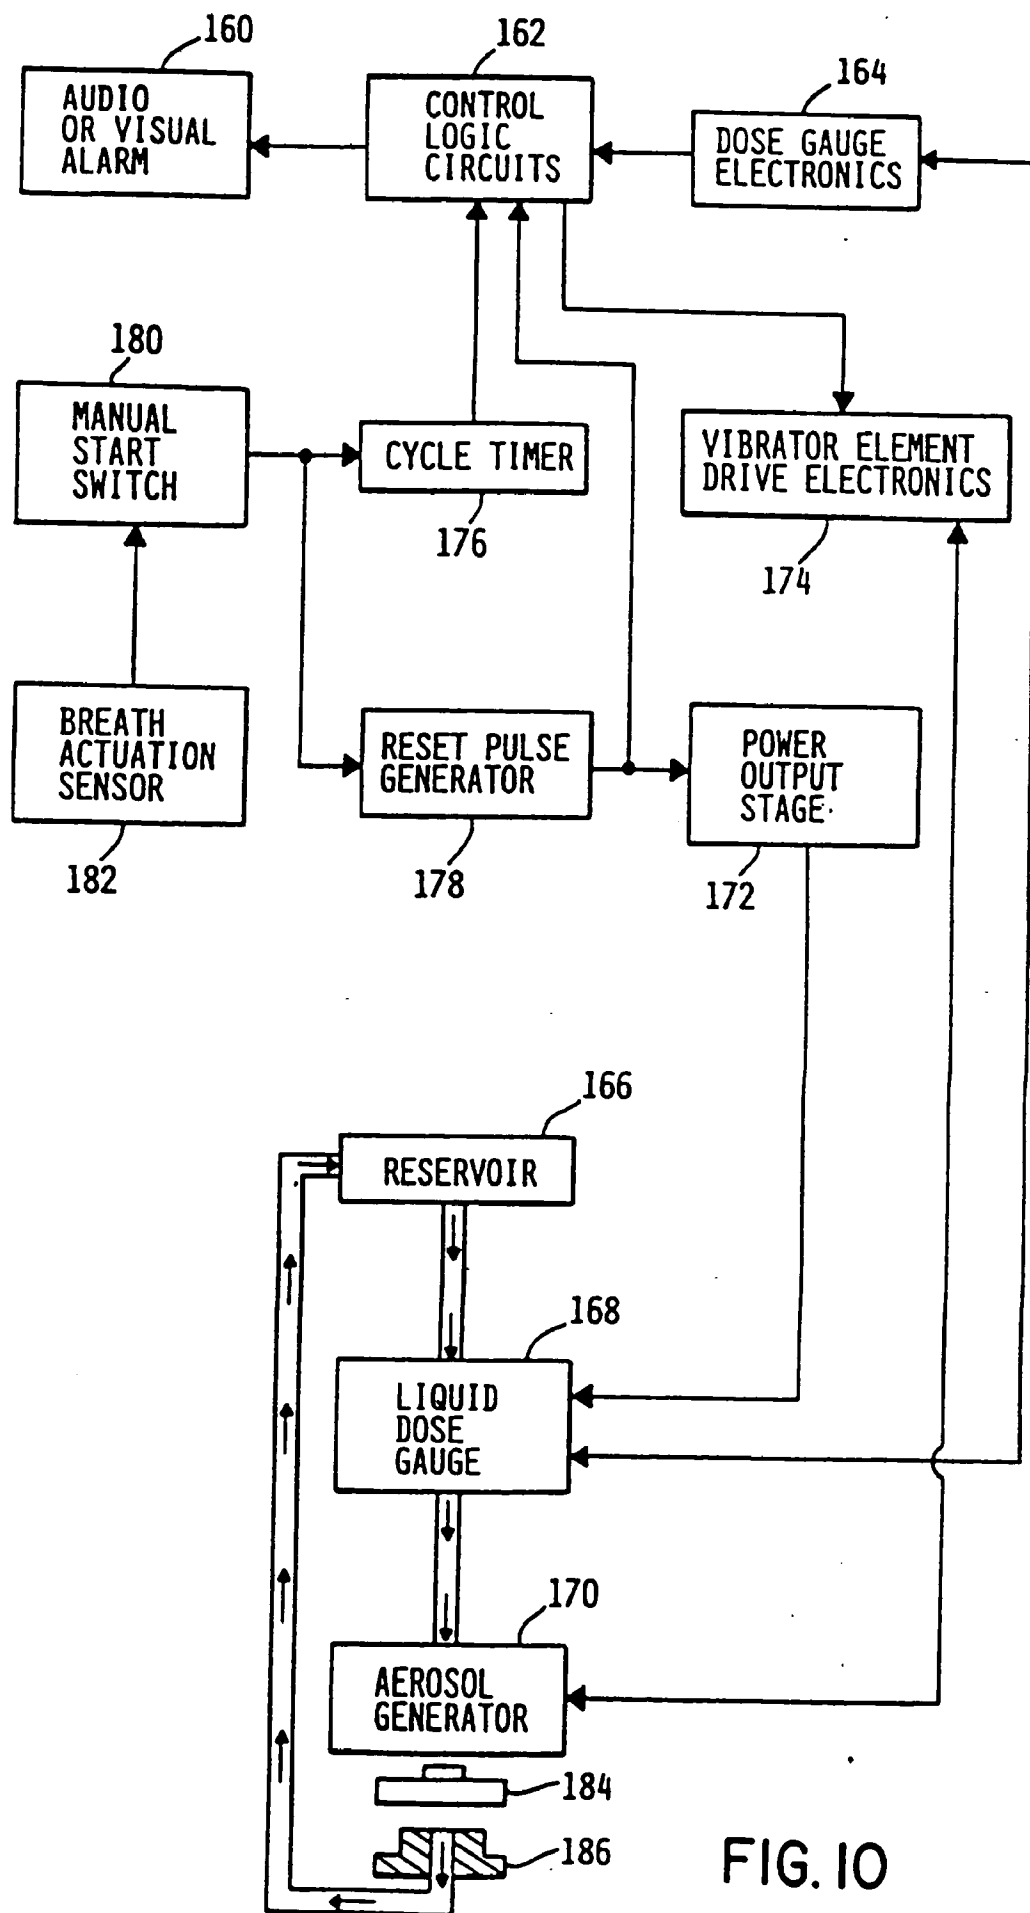 160
AUDIO
OR VISUAL
ALARM
162
CONTROL
LOGIC
CIRCUITS
164
DOSE GAUGE
ELECTRONICS
180
MANUAL
START
SWITCH
CYCLE TIMER
176
VIBRATOR ELEMENT
DRIVE ELECTRONICS
174
BREATH
ACTUATION
SENSOR
182
RESET PULSE
GENERATOR
178
POWER
OUTPUT
STAGE
172
166
RESERVOIR
168
LIQUID
DOSE
GAUGE
170
AEROSOL
GENERATOR
184
186
FIG. 10